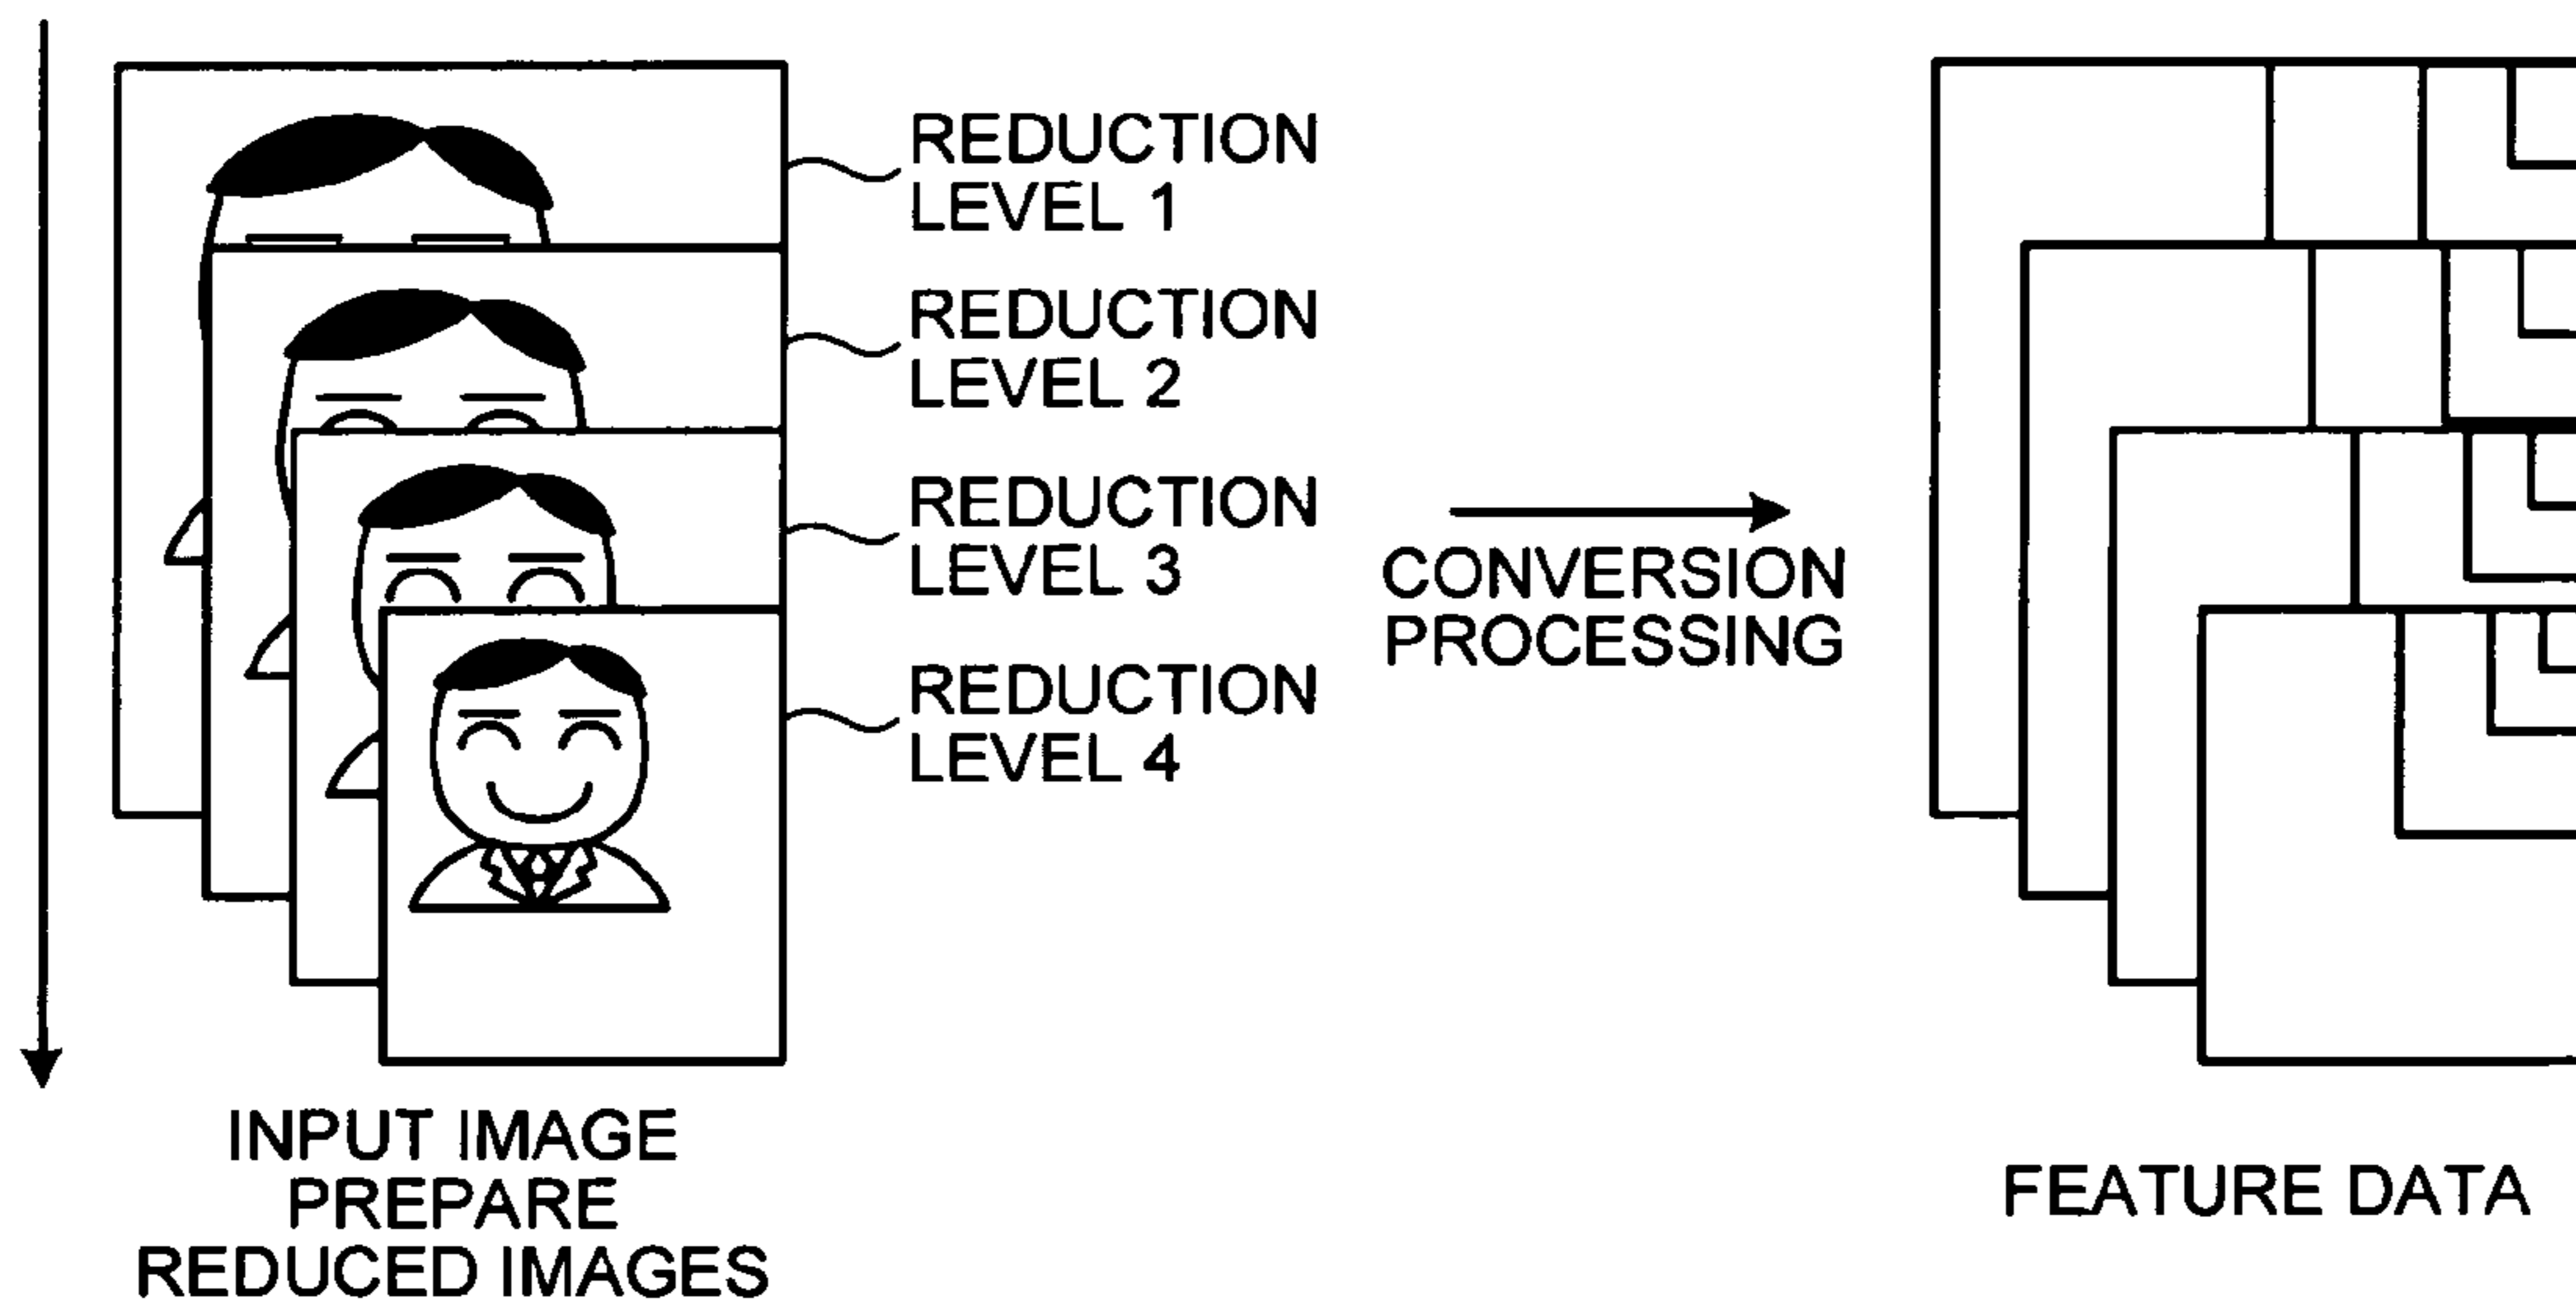 REDUCTION
LEVEL 1
REDUCTION
LEVEL 2
REDUCTION
LEVEL 3
REDUCTION
LEVEL 4
CONVERSION
PROCESSING
INPUT IMAGE
PREPARE
REDUCED IMAGES
FEATURE DATA